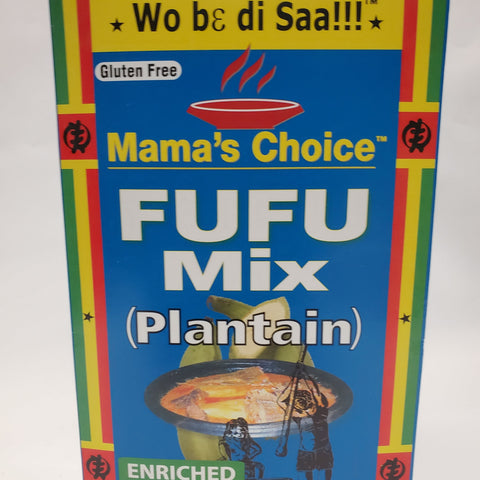 ★ Wo bɛ di Saa!!!™ ★
Gluten Free
Mama's Choice™
FUFU
Mix
(Plantain)
ENRICHED